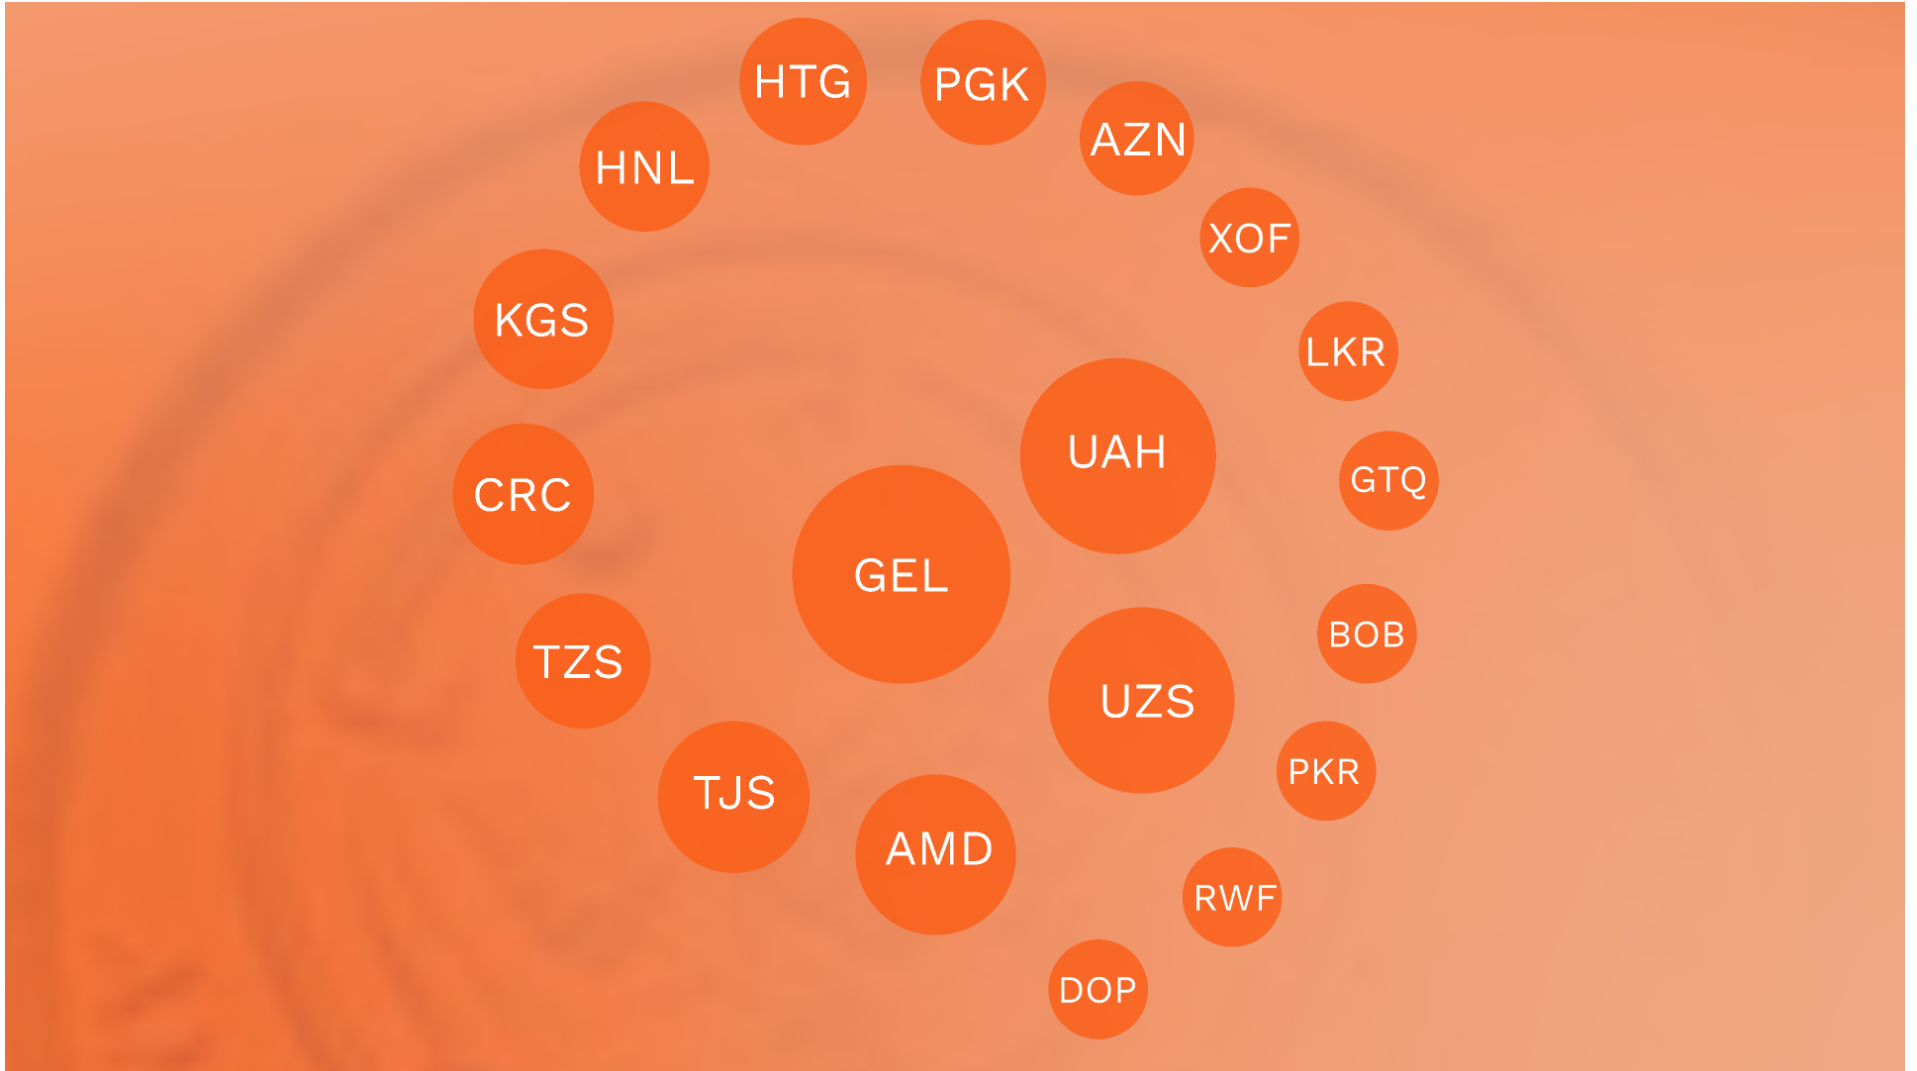 HTG
PGK
AZN
HNL
XOF
KGS
LKR
UAH
CRC
GTQ
GEL
BOB
TZS
UZS
PKR
TJS
AMD
RWF
DOP